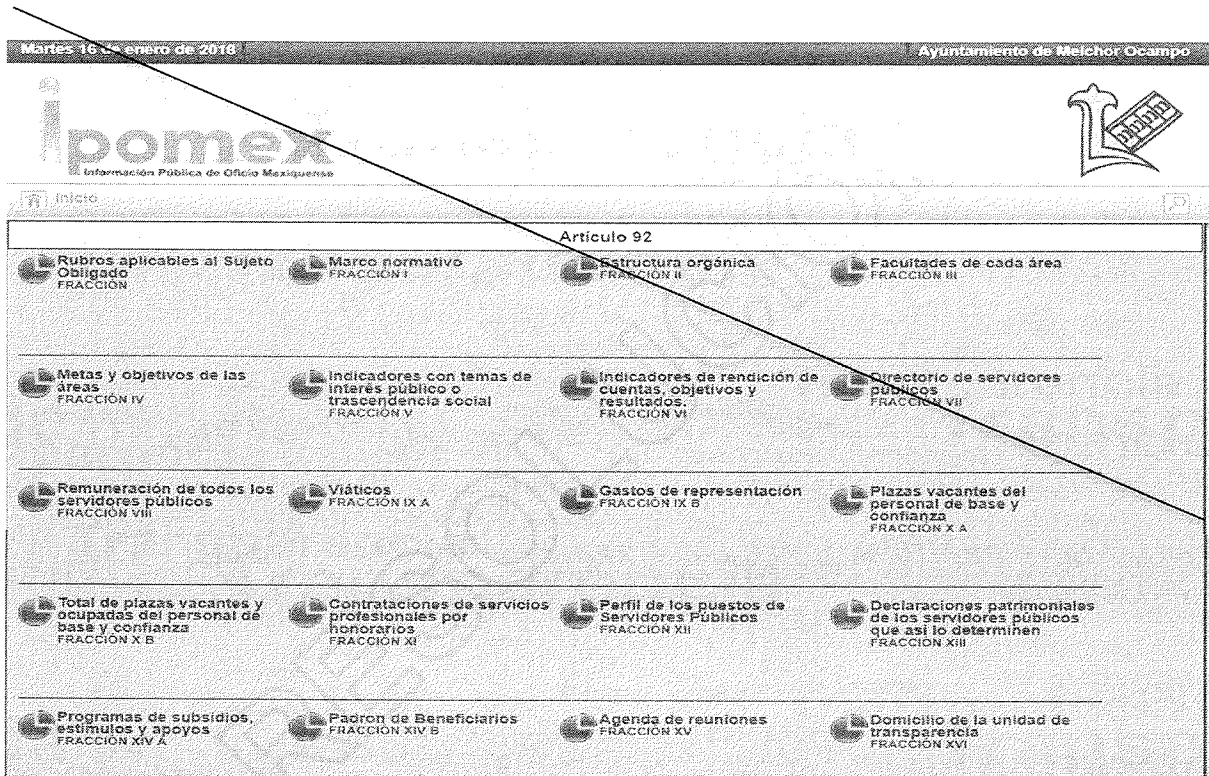 Martes 16 de enero de 2018
Ayuntamiento de Melchor Ocampo
ipomex
Información Pública de Oficio Mexiquense
Inicio
Artículo 92
Rubros aplicables al Sujeto
Obligado
FRACCIÓN
Marco normativo
FRACCIÓN I
Estructura orgánica
FRACCIÓN II
Facultades de cada área
FRACCIÓN III
Metas y objetivos de las
áreas
FRACCIÓN IV
Indicadores con temas de
interés público o
trascendencia social
FRACCIÓN V
Indicadores de rendición de
cuentas, objetivos y
resultados.
FRACCIÓN VI
Directorio de servidores
públicos
FRACCIÓN VII
Remuneración de todos los
servidores públicos
FRACCIÓN VIII
Viáticos
FRACCIÓN IX A
Gastos de representación
FRACCIÓN IX B
Plazas vacantes del
personal de base y
confianza
FRACCIÓN X A
Total de plazas vacantes y
ocupadas del personal de
base y confianza
FRACCIÓN X B
Contrataciones de servicios
profesionales por
honorarios
FRACCIÓN XI
Perfil de los puestos de
Servidores Públicos
FRACCIÓN XII
Declaraciones patrimoniales
de los servidores públicos
que así lo determinen
FRACCIÓN XIII
Programas de subsidios,
estímulos y apoyos
FRACCIÓN XIV A
Padron de Beneficiarios
FRACCIÓN XIV B
Agenda de reuniones
FRACCIÓN XV
Domicilio de la unidad de
transparencia
FRACCIÓN XVI